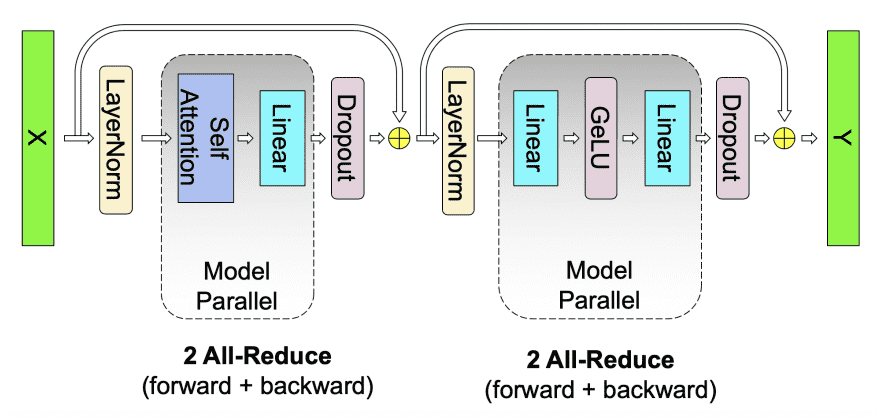 X
LayerNorm
Self
Attention
Linear
Dropout
LayerNorm
Linear
GeLU
Linear
Dropout
Y
Model
Parallel
Model
Parallel
2 All-Reduce
(forward + backward)
2 All-Reduce
(forward + backward)